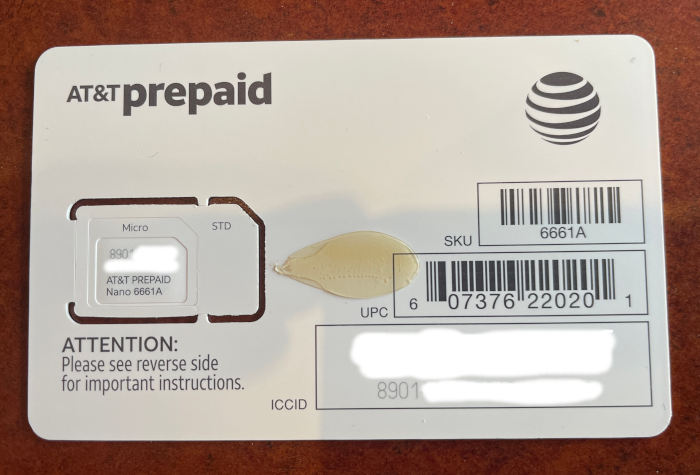 AT&T prepaid
Micro
STD
8901
AT&T PREPAID
Nano 6661A
SKU
6661A
UPC
6 07376 22020 1
ATTENTION:
Please see reverse side
for important instructions.
ICCID
8901